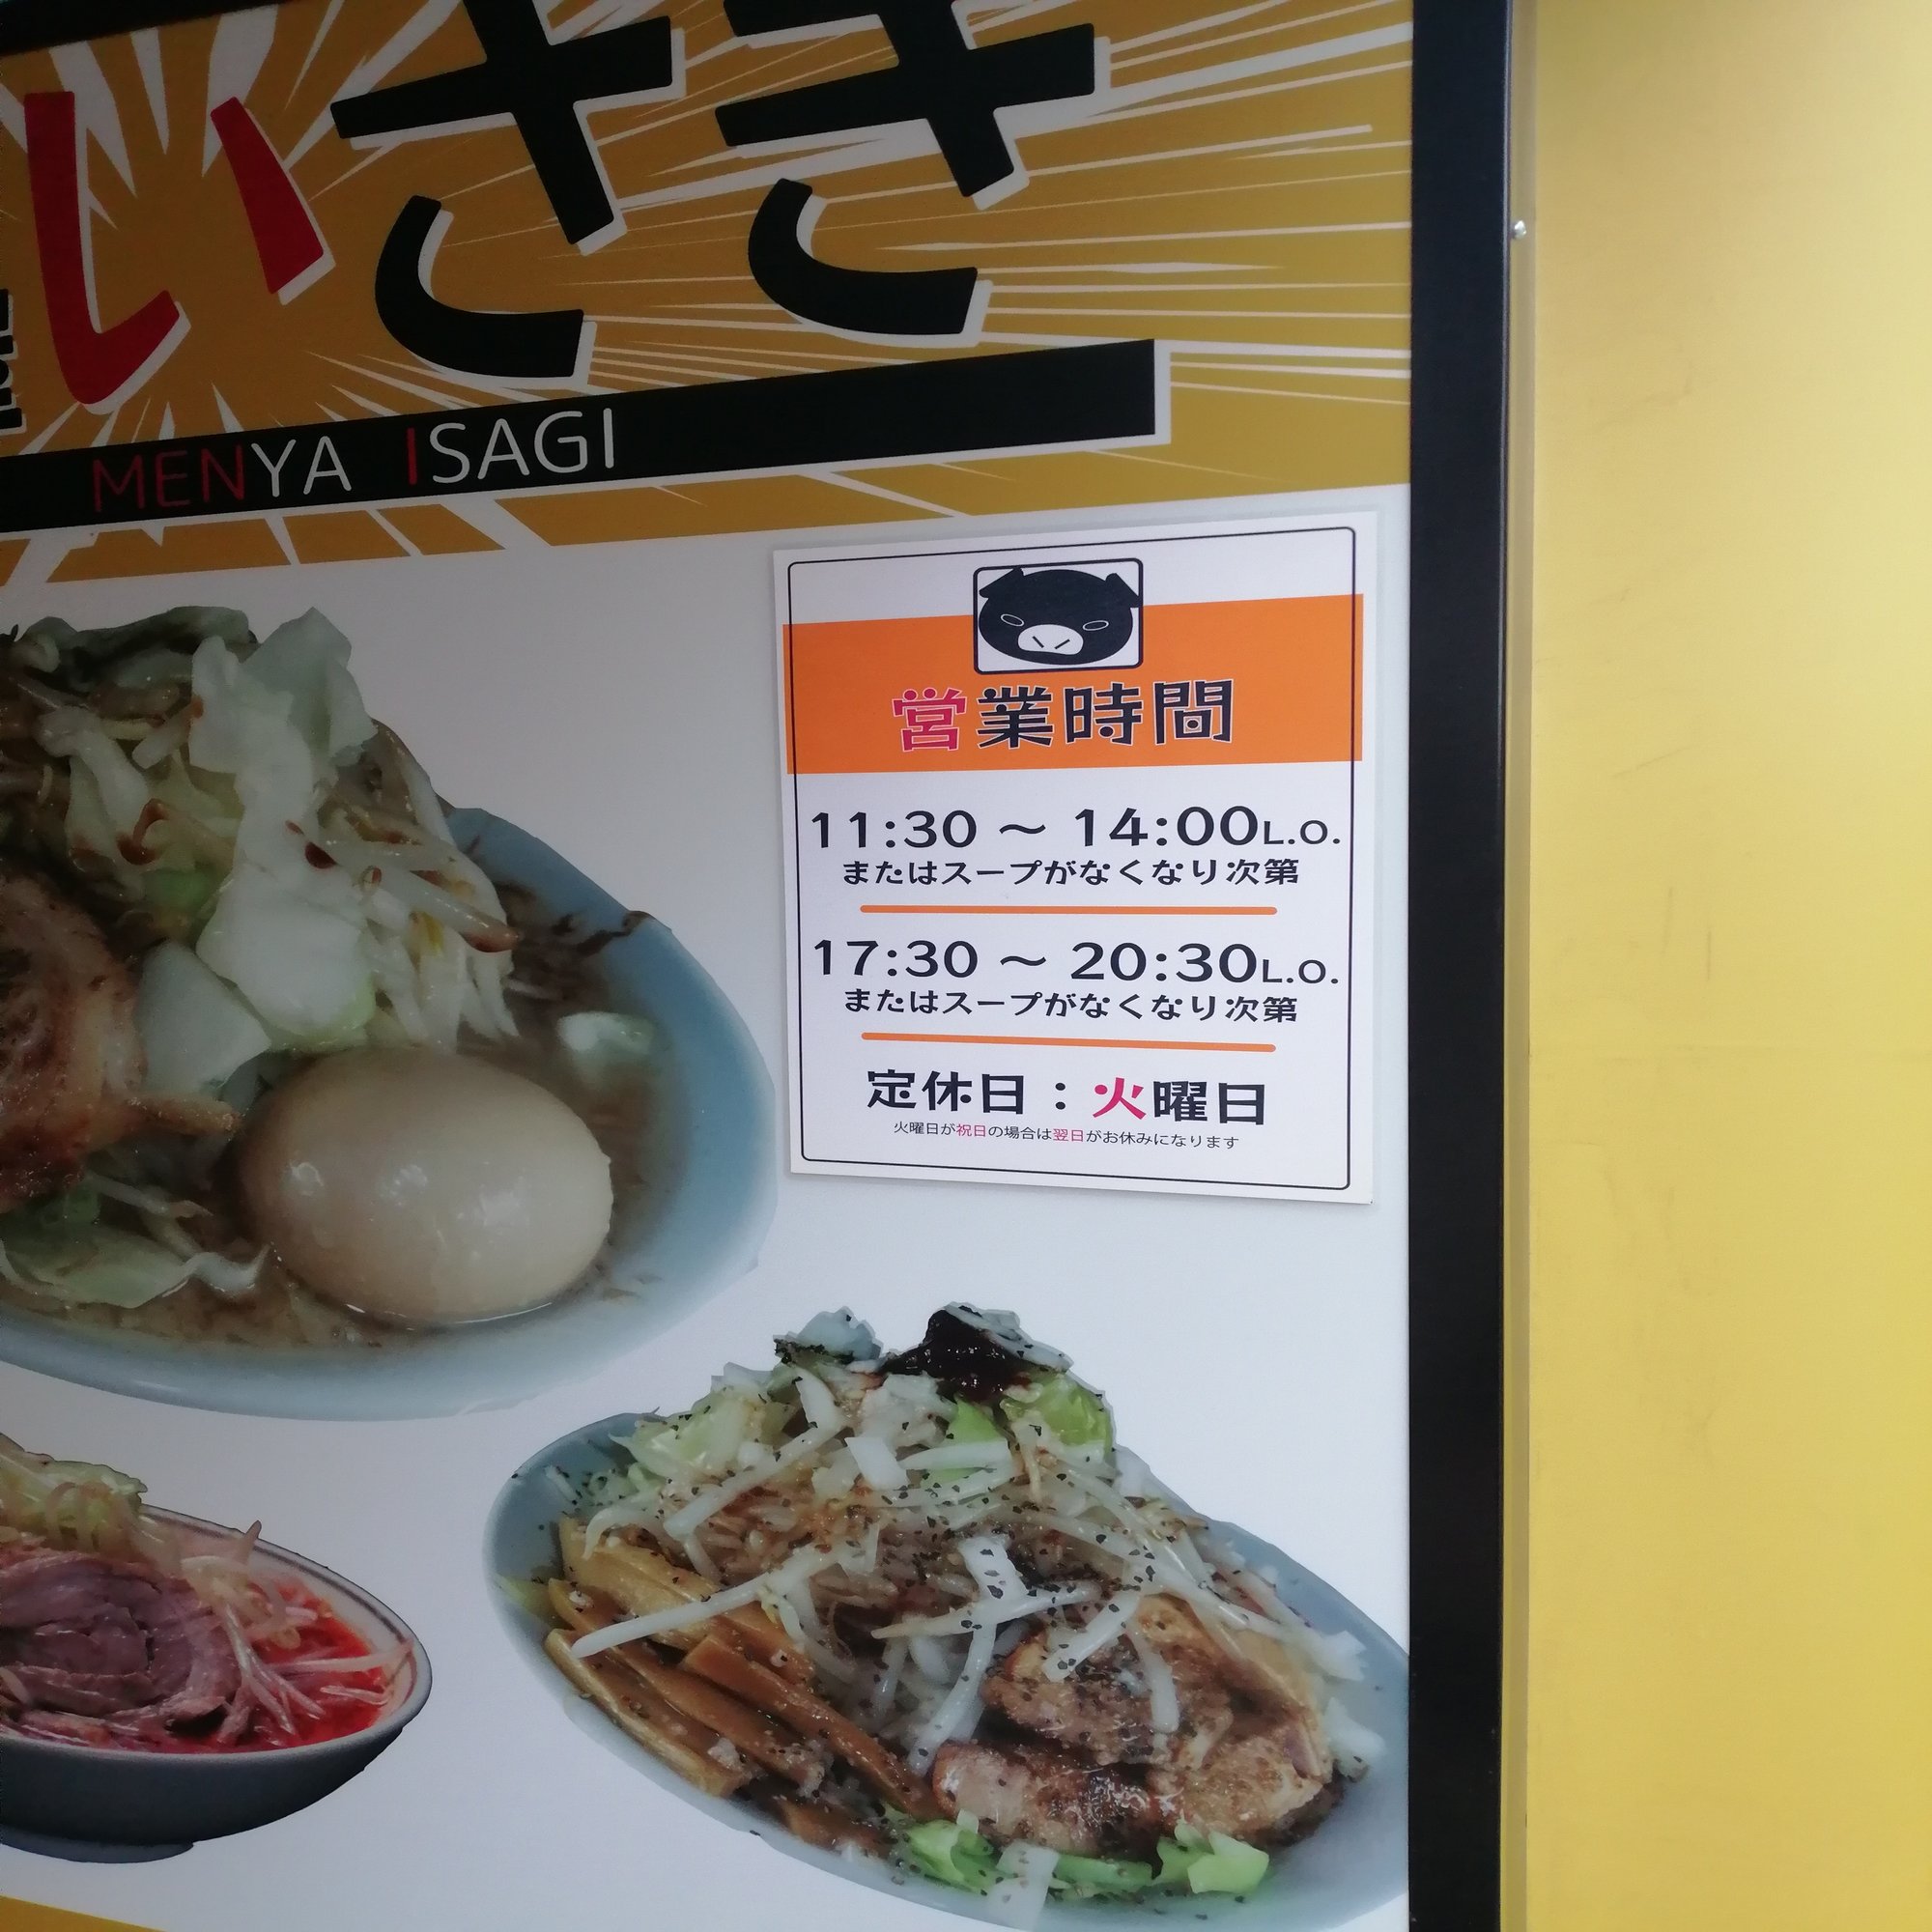 いさき
MENYA ISAGI
営業時間
11:30 ～ 14:00L.O.
またはスープがなくなり次第
17:30 ～ 20:30L.O.
またはスープがなくなり次第
定休日：火曜日
火曜日が祝日の場合は翌日がお休みになります